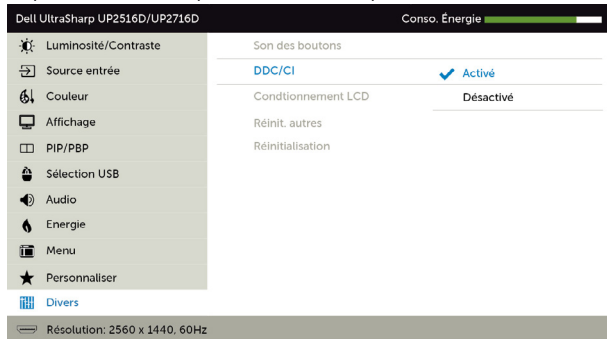 Dell UltraSharp UP2516D/UP2716D Conso. Énergie
Luminosité/Contraste Son des boutons
Source entrée DDC/CI Activé
Couleur Condtionnement LCD Désactivé
Affichage Réinit. autres
PIP/PBP Réinitialisation
Sélection USB
Audio
Energie
Menu
Personnaliser
Divers
Résolution: 2560 x 1440, 60Hz